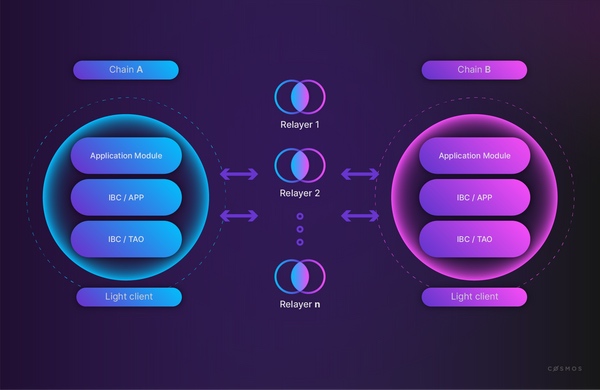 Chain A
Application Module
IBC / APP
IBC / TAO
Light client
Relayer 1
Relayer 2
Relayer n
Chain B
Application Module
IBC / APP
IBC / TAO
Light client
COSMOS